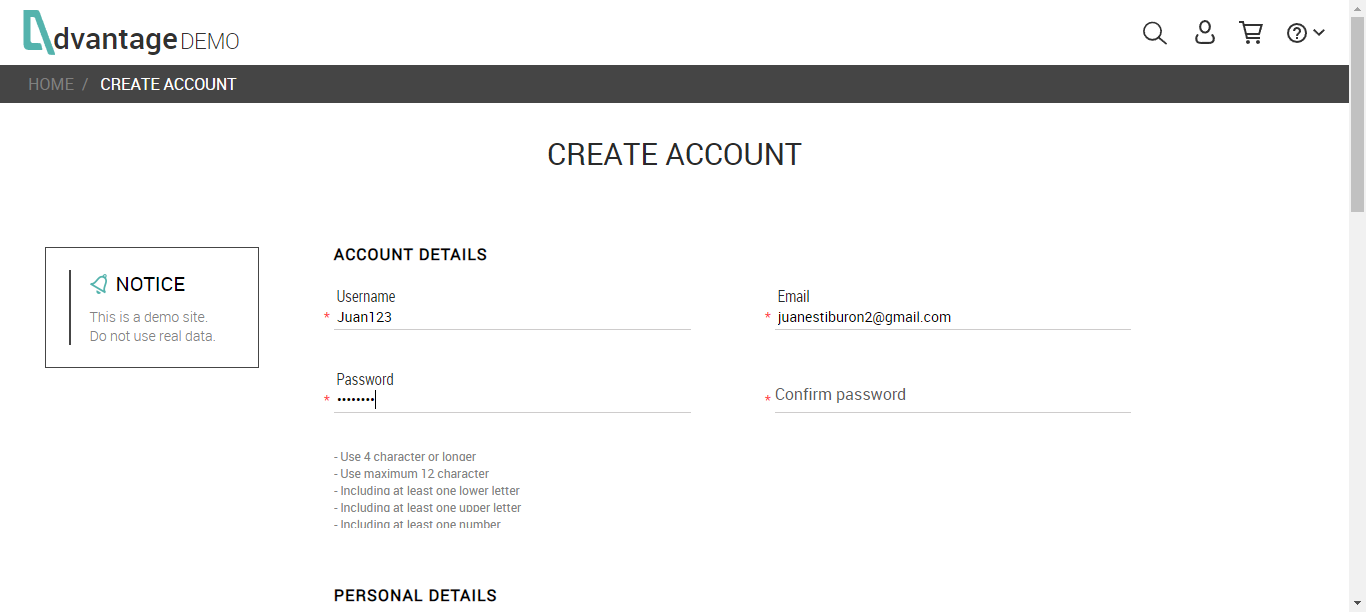 dvantage DEMO
HOME / CREATE ACCOUNT
CREATE ACCOUNT
NOTICE
This is a demo site.
Do not use real data.
ACCOUNT DETAILS
Username
* Juan123
Email
* juanestiburon2@gmail.com
Password
* ••••••••
* Confirm password
- Use 4 character or longer
- Use maximum 12 character
- Including at least one lower letter
- Including at least one upper letter
- Including at least one number
PERSONAL DETAILS